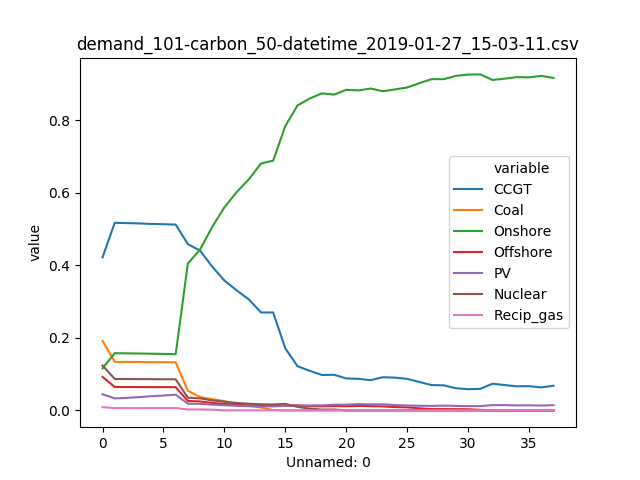 demand_101-carbon_50-datetime_2019-01-27_15-03-11.csv
value
0.8
0.6
0.4
0.2
0.0
variable
CCGT
Coal
Onshore
Offshore
PV
Nuclear
Recip_gas
0 5 10 15 20 25 30 35
Unnamed: 0